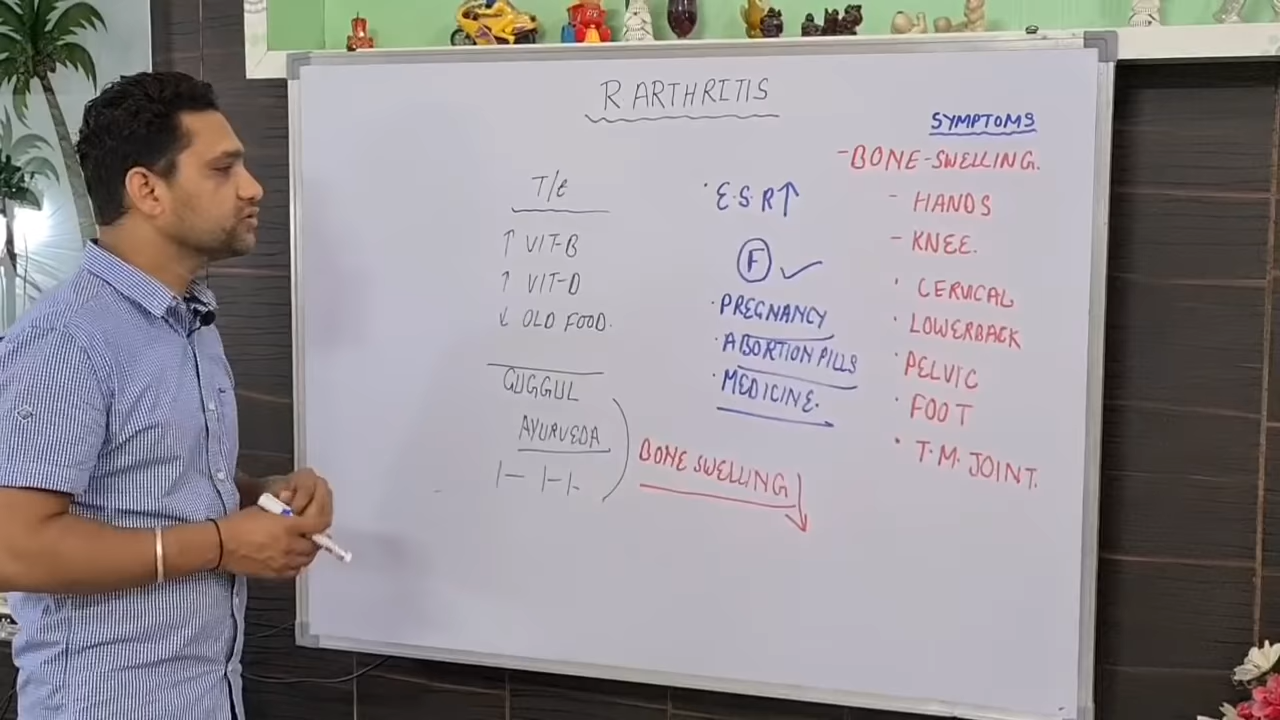 R ARTHRITIS
T/t
↑ VIT-B
↑ VIT-D
↓ OLD FOOD.
GUGGUL
AYURVEDA
BONE SWELLING ↓
· E.S.R ↑
F ✓
· PREGNANCY
· ABORTION PILLS
· MEDICINE.
SYMPTOMS
- BONE-SWELLING.
- HANDS
- KNEE.
· CERVICAL
· LOWERBACK
· PELVIC
· FOOT
· T.M. JOINT.